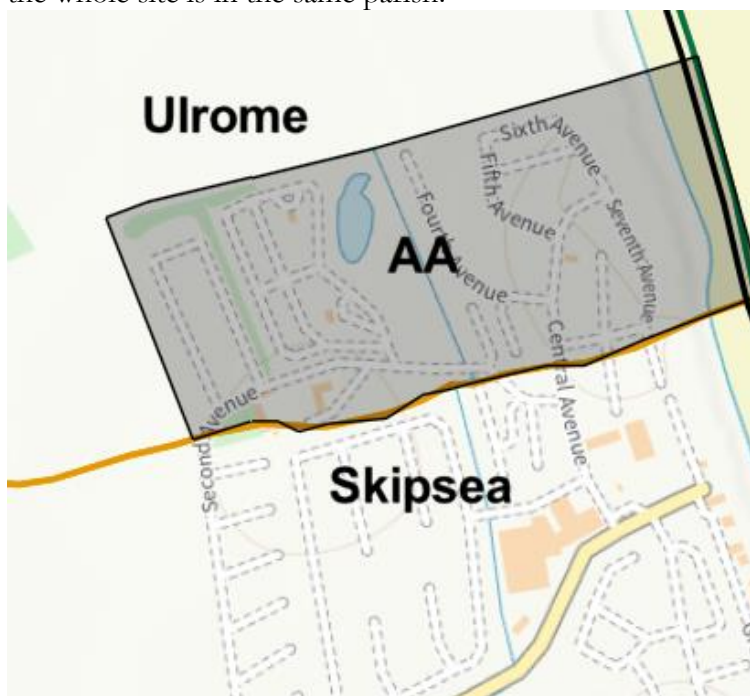 the whole site is in the same parish.
Ulrome
Sixth Avenue
Fifth Avenue
Fourth Avenue
Seventh Avenue
AA
Central Avenue
Second Avenue
Skipsea